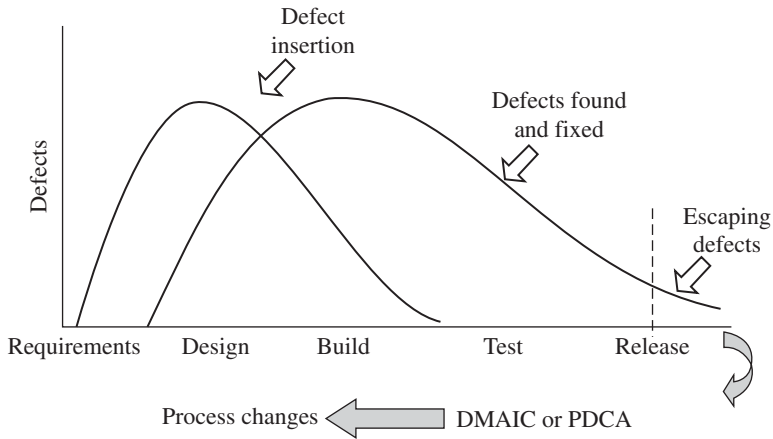 Defect
insertion
Defects found
and fixed
Escaping
defects
Defects
Requirements Design Build Test Release
Process changes DMAIC or PDCA